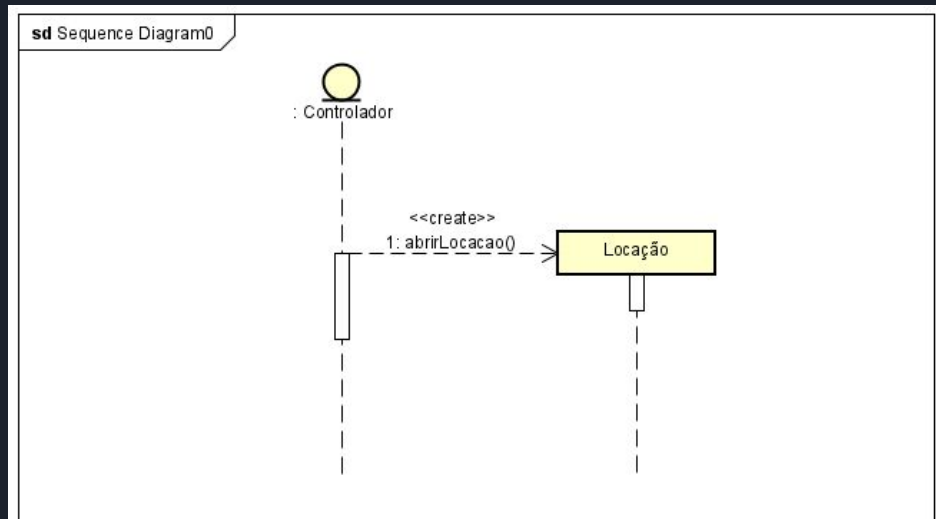 sd Sequence Diagram0
: Controlador
<<create>>
1: abrirLocacao()
Locação